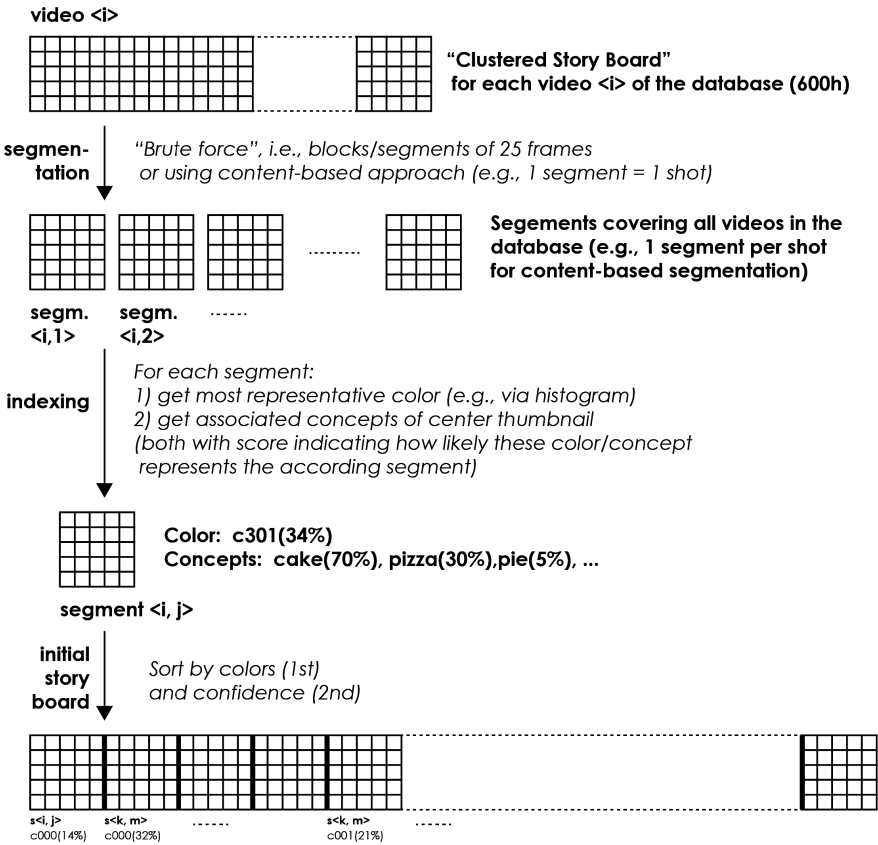 video <i>
“Clustered Story Board”
for each video <i> of the database (600h)
segmen-
tation
“Brute force”, i.e., blocks/segments of 25 frames
or using content-based approach (e.g., 1 segment = 1 shot)
Segements covering all videos in the
database (e.g., 1 segment per shot
for content-based segmentation)
segm.
<i,1>
segm.
<i,2>
indexing
For each segment:
1) get most representative color (e.g., via histogram)
2) get associated concepts of center thumbnail
(both with score indicating how likely these color/concept
represents the according segment)
Color: c301(34%)
Concepts: cake(70%), pizza(30%),pie(5%), ...
segment <i, j>
initial
story
board
Sort by colors (1st)
and confidence (2nd)
s<i, j>
c000(14%)
s<k, m>
c000(32%)
s<k, m>
c001(21%)